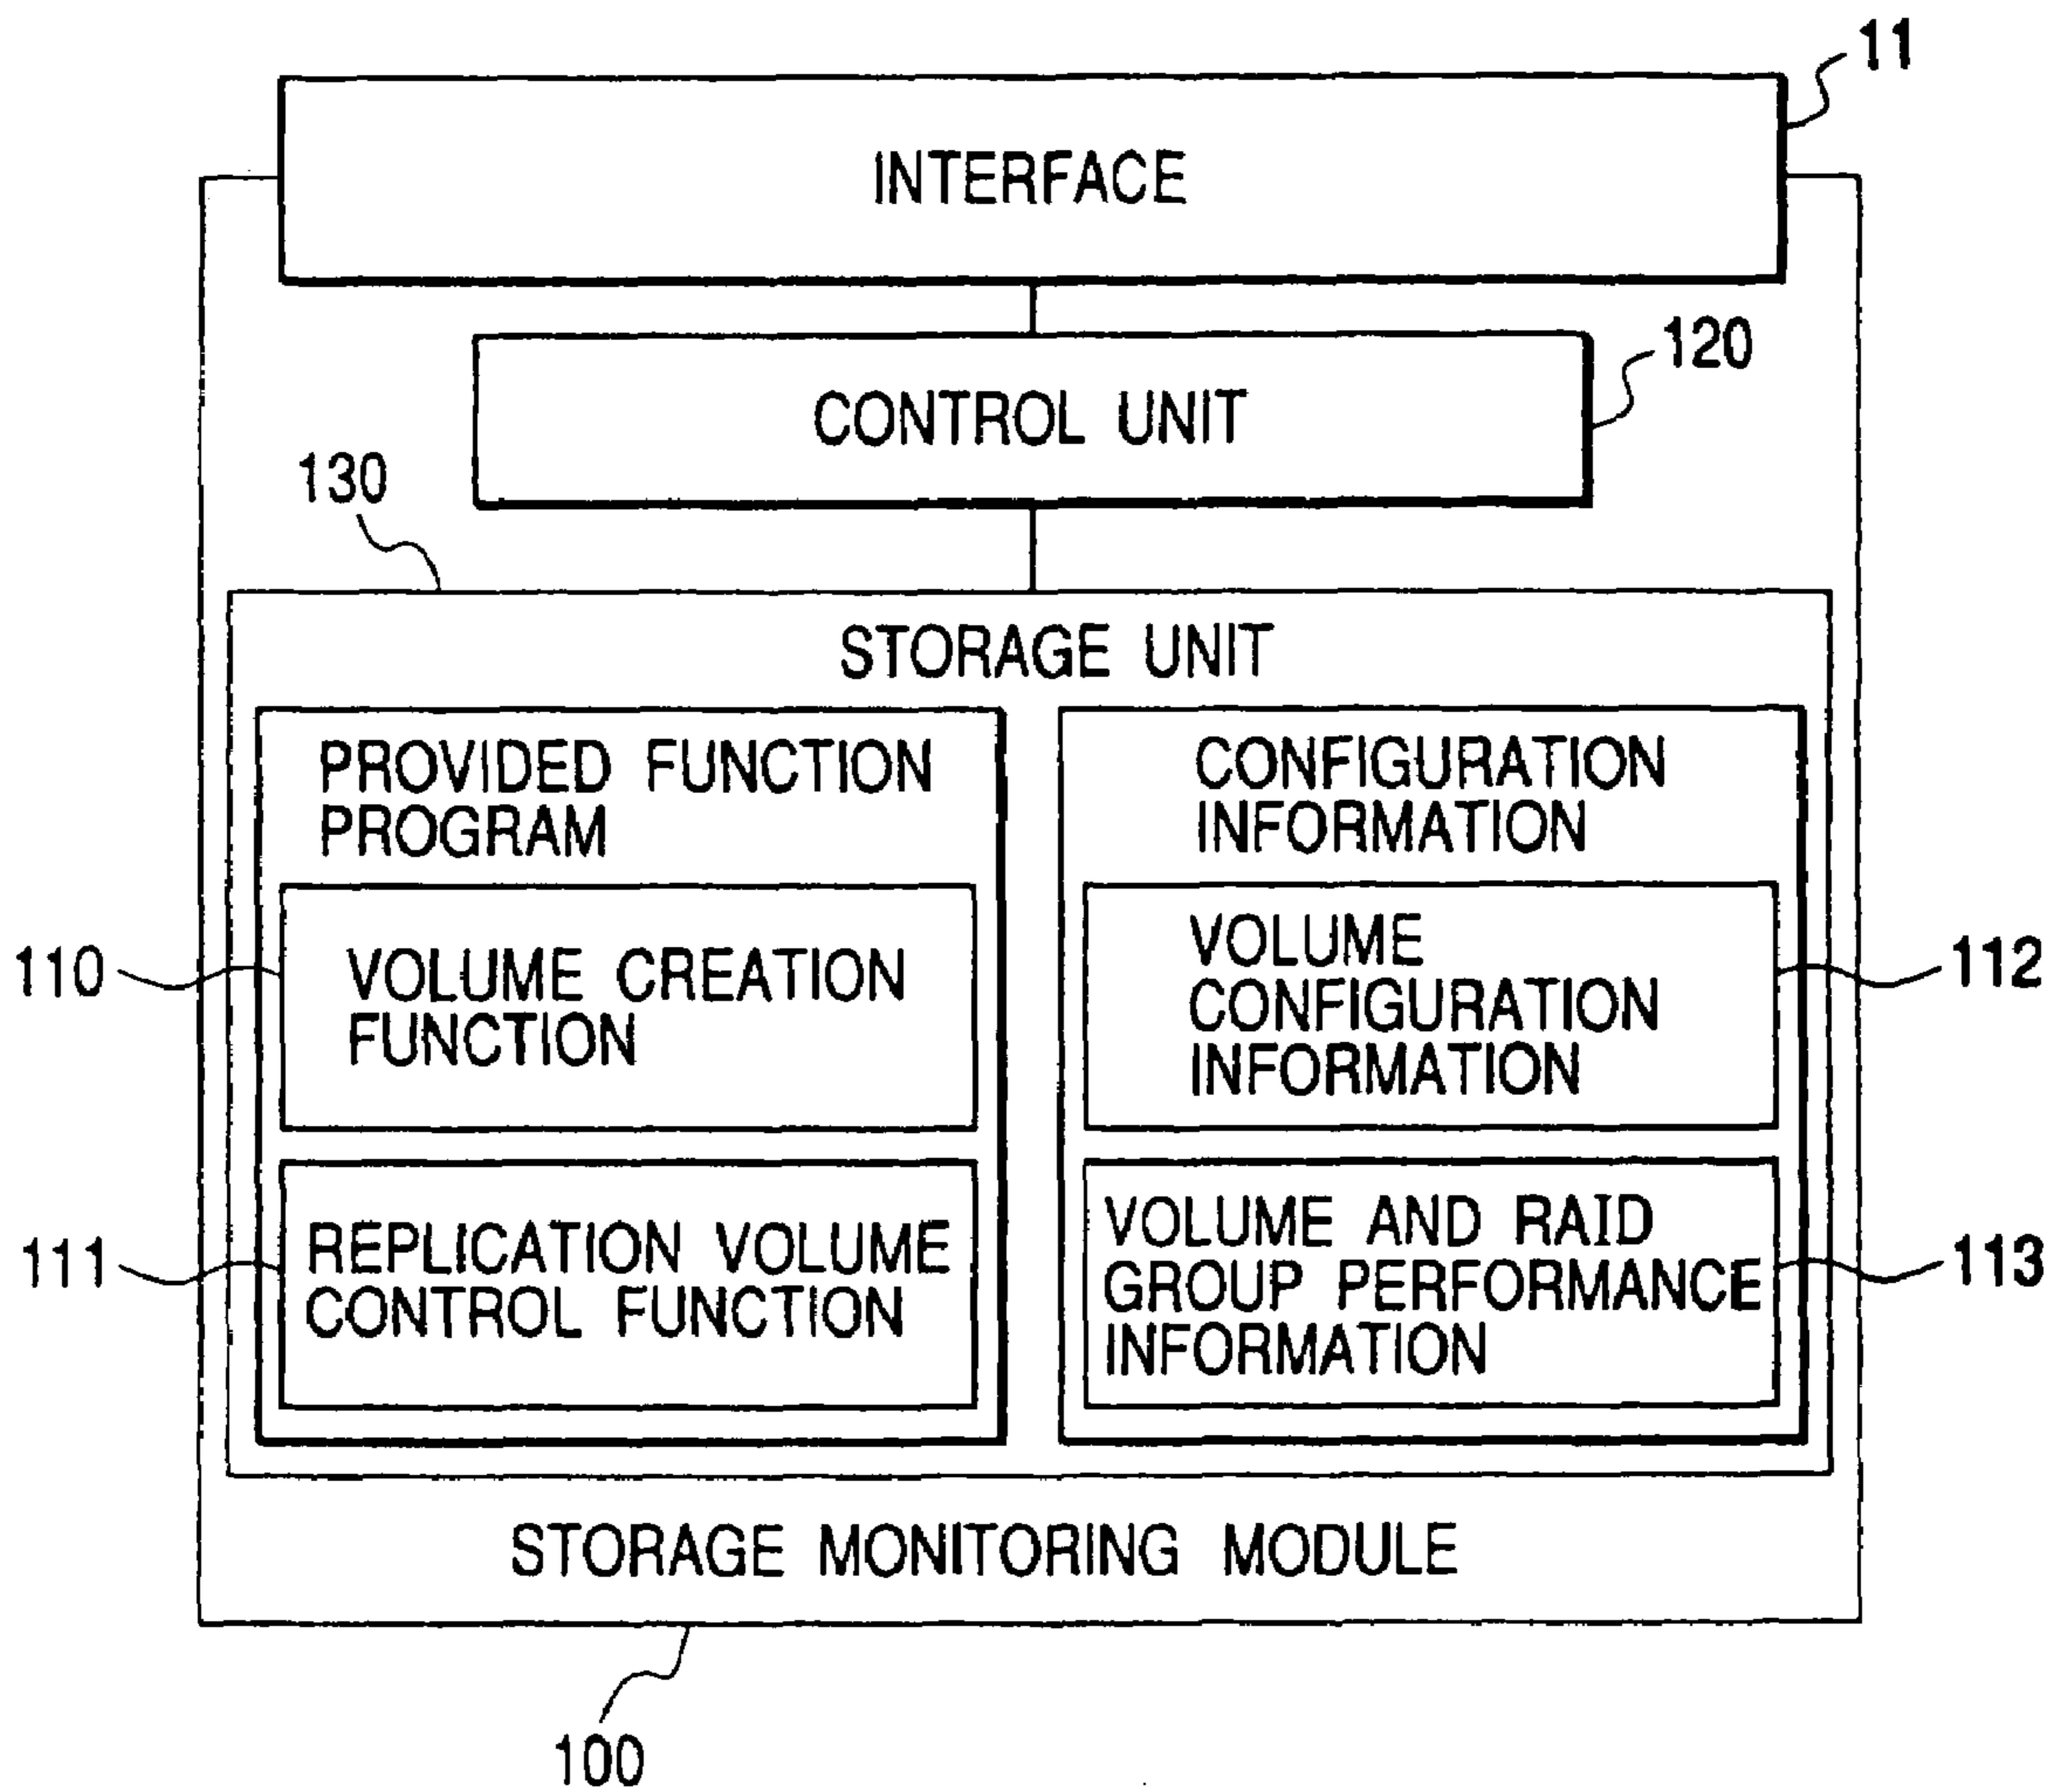 11
INTERFACE
120
CONTROL UNIT
130
STORAGE UNIT
PROVIDED FUNCTION
PROGRAM
110
VOLUME CREATION
FUNCTION
111
REPLICATION VOLUME
CONTROL FUNCTION
CONFIGURATION
INFORMATION
VOLUME
CONFIGURATION
INFORMATION
112
VOLUME AND RAID
GROUP PERFORMANCE
INFORMATION
113
STORAGE MONITORING MODULE
100